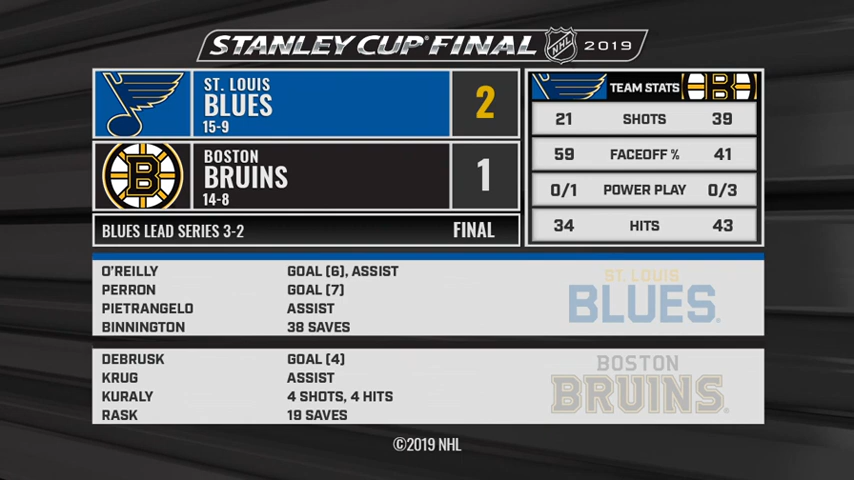 STANLEY CUP FINAL NHL 2019
ST. LOUIS
BLUES
15-9
2
BOSTON
BRUINS
14-8
1
BLUES LEAD SERIES 3-2 FINAL
TEAM STATS B
21 SHOTS 39
59 FACEOFF % 41
0/1 POWER PLAY 0/3
34 HITS 43
O'REILLY GOAL (6), ASSIST
PERRON GOAL (7)
PIETRANGELO ASSIST
BINNINGTON 38 SAVES
ST. LOUIS
BLUES
DEBRUSK GOAL (4)
KRUG ASSIST
KURALY 4 SHOTS, 4 HITS
RASK 19 SAVES
BOSTON
BRUINS
B
©2019 NHL